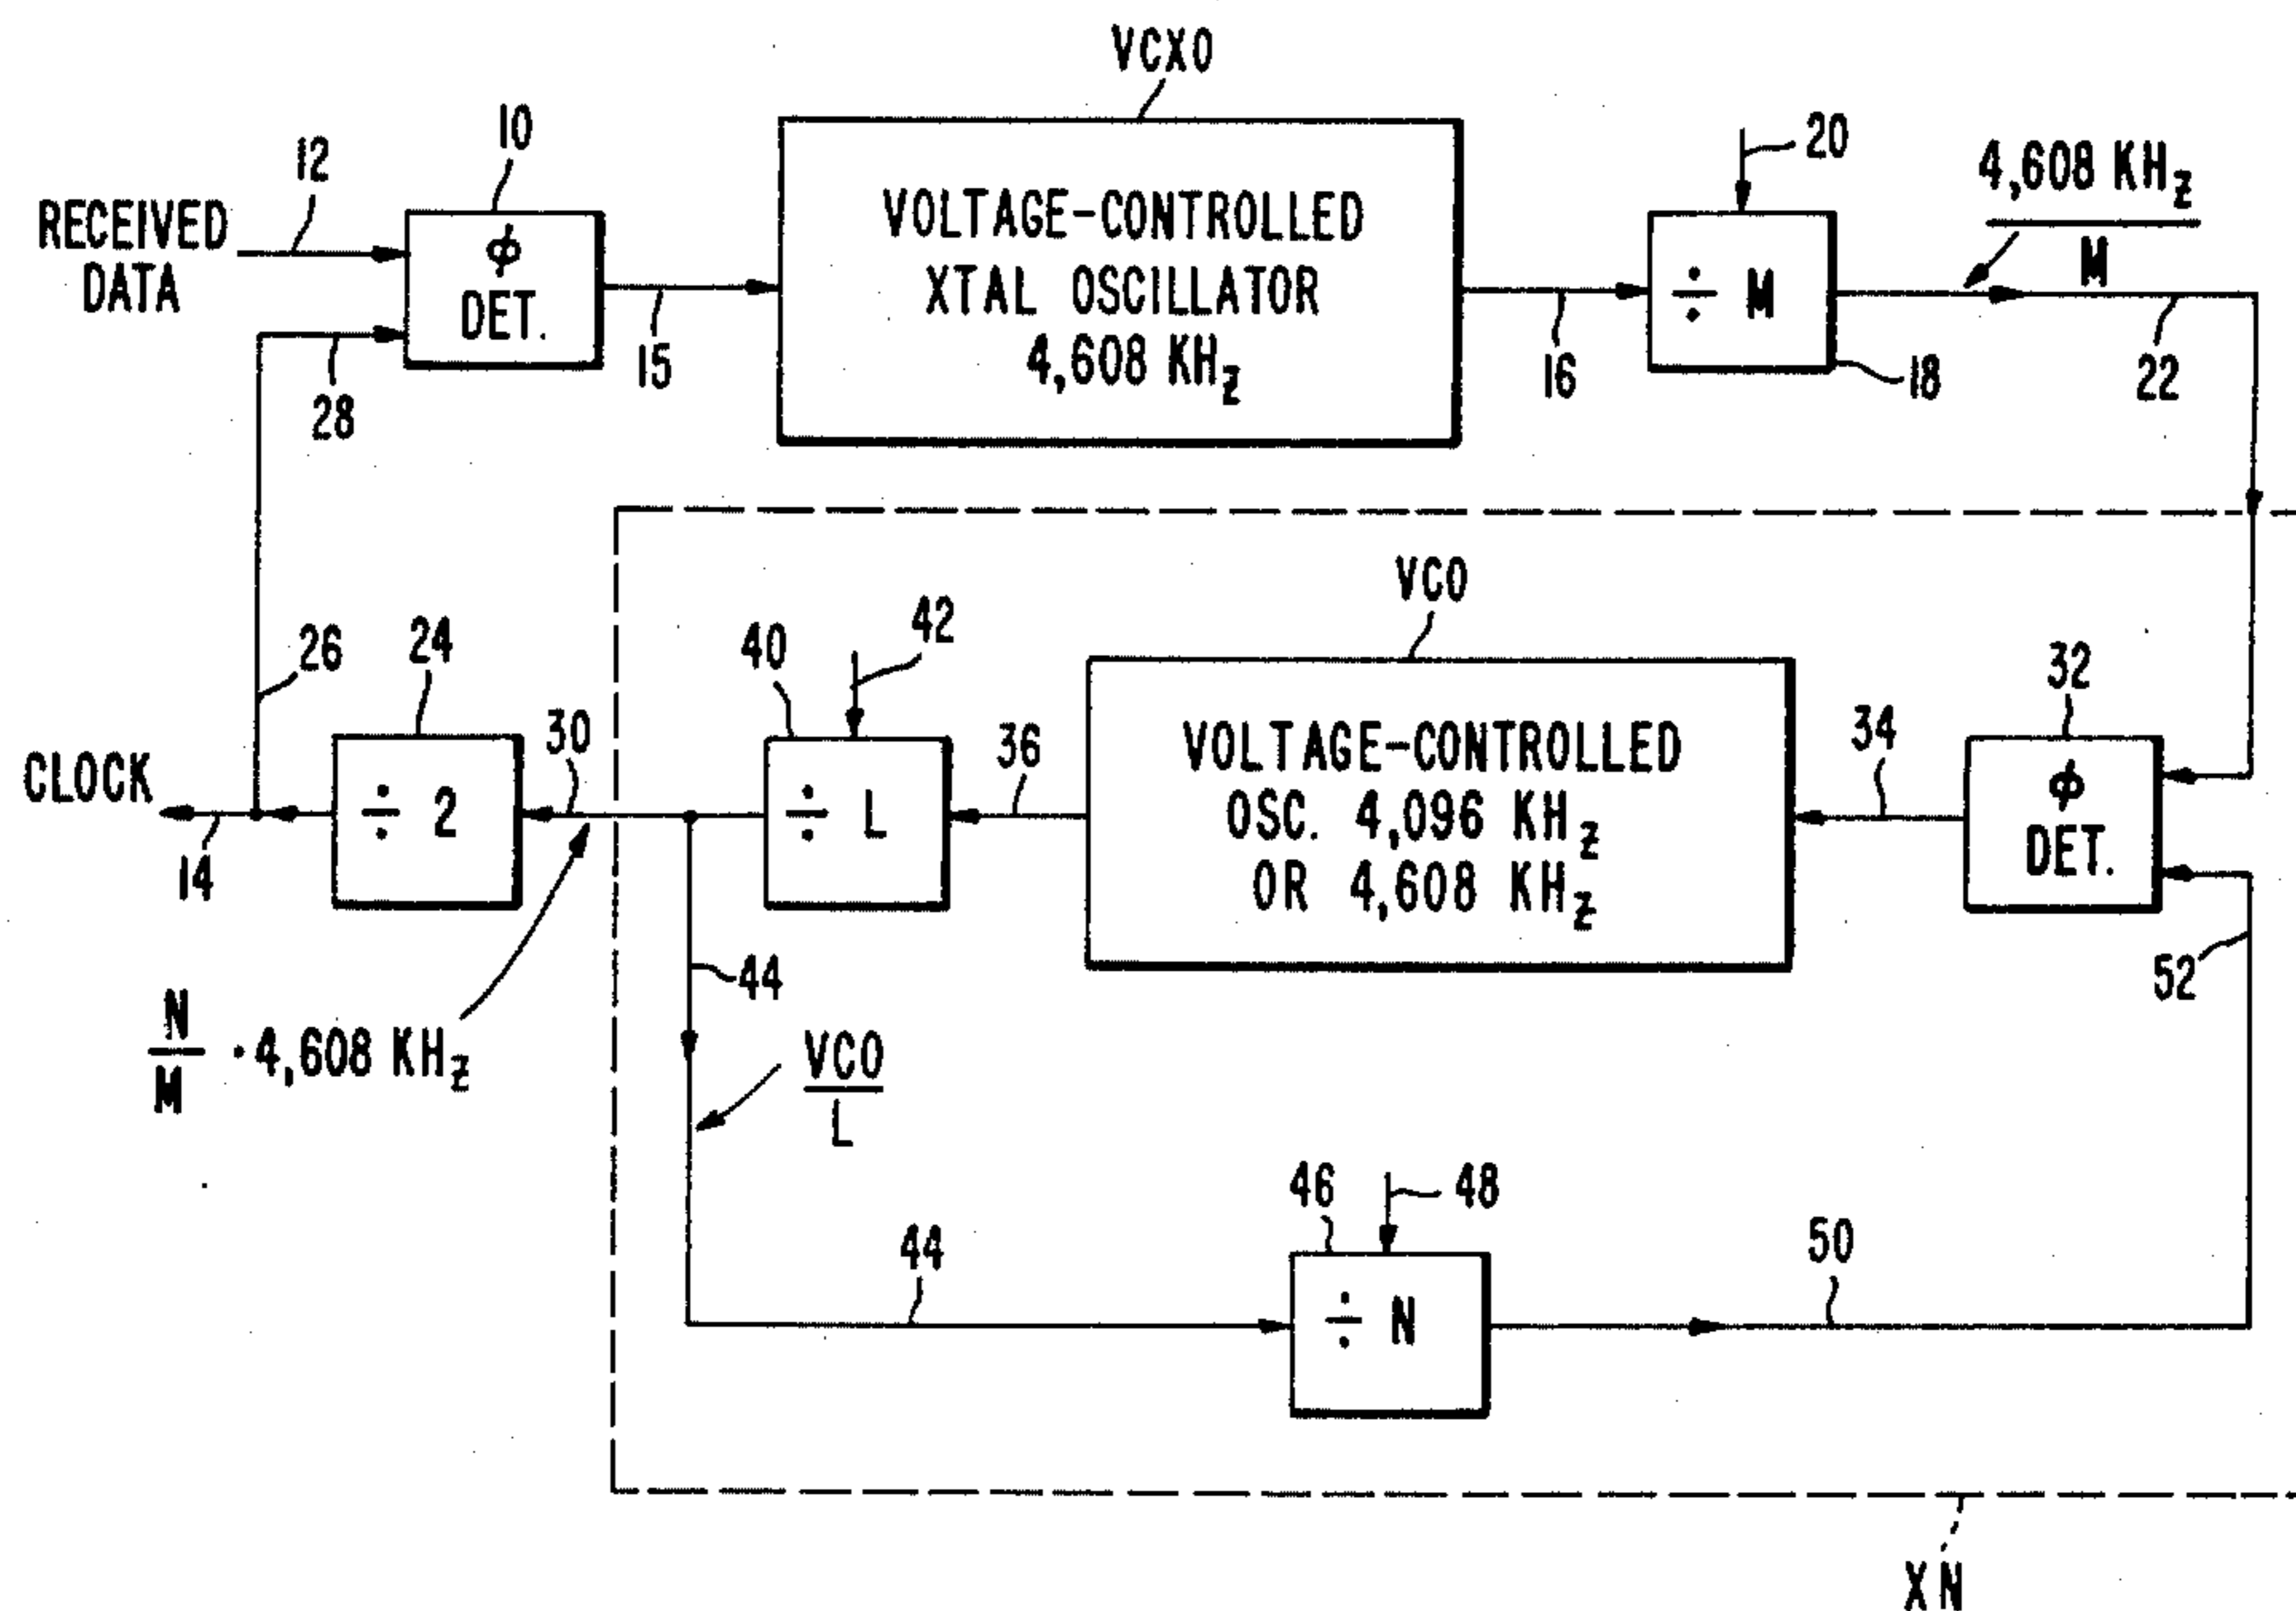 VCXO
10
12
20
4,608 KHz
M
RECEIVED
DATA
φ
DET.
VOLTAGE-CONTROLLED
XTAL OSCILLATOR
4,608 KHz
÷ M
28
15
16
18
22
VCO
42
40
24
26
32
30
36
34
CLOCK
÷ 2
÷ L
VOLTAGE-CONTROLLED
OSC. 4,096 KHz
OR 4,608 KHz
φ
DET.
14
44
52
N
M
· 4,608 KHz
VCO
L
46
48
44
50
÷ N
XN